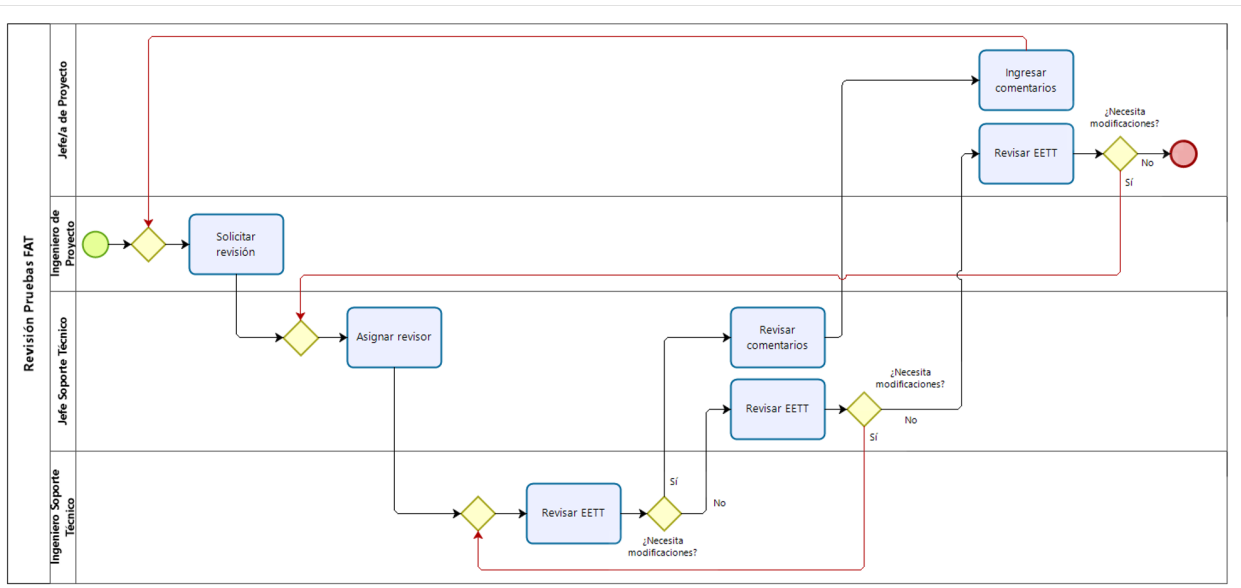 Revisión Pruebas FAT
Jefe/a de Proyecto
Ingresar
comentarios
¿Necesita
modificaciones?
Revisar EETT
No
Sí
Ingeniero de
Proyecto
Solicitar
revisión
Jefe Soporte Técnico
Asignar revisor
Revisar
comentarios
¿Necesita
modificaciones?
Revisar EETT
No
Sí
Ingeniero Soporte
Técnico
Sí
No
Revisar EETT
¿Necesita
modificaciones?